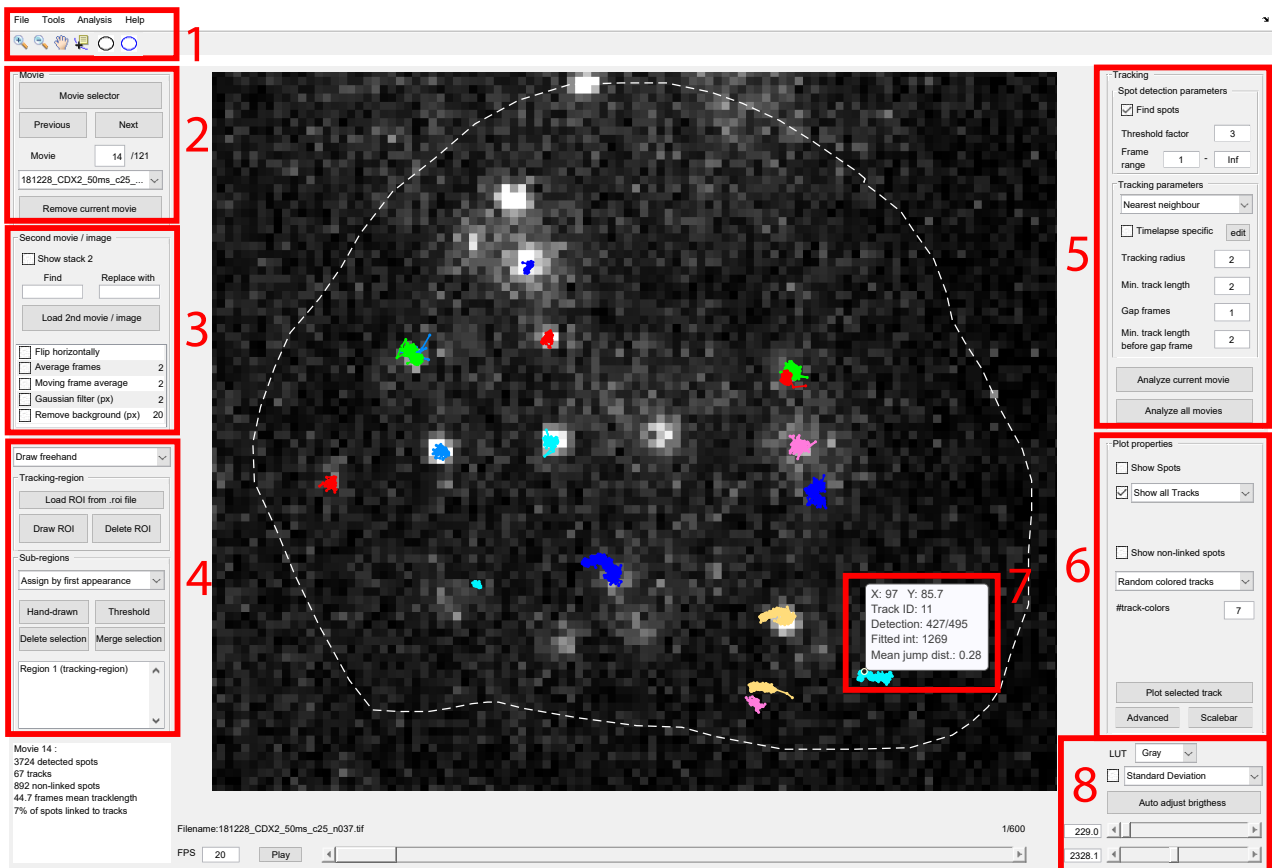 File Tools Analysis Help
1
Movie
Movie selector
Previous Next
Movie 14 /121
181228_CDX2_50ms_c25_...
Remove current movie
2
Second movie / image
Show stack 2
Find Replace with
Load 2nd movie / image
Flip horizontally
Average frames 2
Moving frame average 2
Gaussian filter (px) 2
Remove background (px) 20
3
Draw freehand
Tracking-region
Load ROI from .roi file
Draw ROI Delete ROI
Sub-regions
Assign by first appearance
Hand-drawn Threshold
Delete selection Merge selection
Region 1 (tracking-region)
4
Movie 14 :
3724 detected spots
67 tracks
892 non-linked spots
44.7 frames mean tracklength
7% of spots linked to tracks
X: 97 Y: 85.7
Track ID: 11
Detection: 427/495
Fitted int: 1269
Mean jump dist.: 0.28
7
Filename:181228_CDX2_50ms_c25_n037.tif 1/600
FPS 20 Play
Tracking
Spot detection parameters
Find spots
Threshold factor 3
Frame range 1 - Inf
Tracking parameters
Nearest neighbour
Timelapse specific edit
Tracking radius 2
Min. track length 2
Gap frames 1
Min. track length
before gap frame 2
Analyze current movie
Analyze all movies
5
Plot properties
Show Spots
Show all Tracks
Show non-linked spots
Random colored tracks
#track-colors 7
Plot selected track
Advanced Scalebar
6
LUT Gray
Standard Deviation
Auto adjust brigthess
229.0
2328.1
8